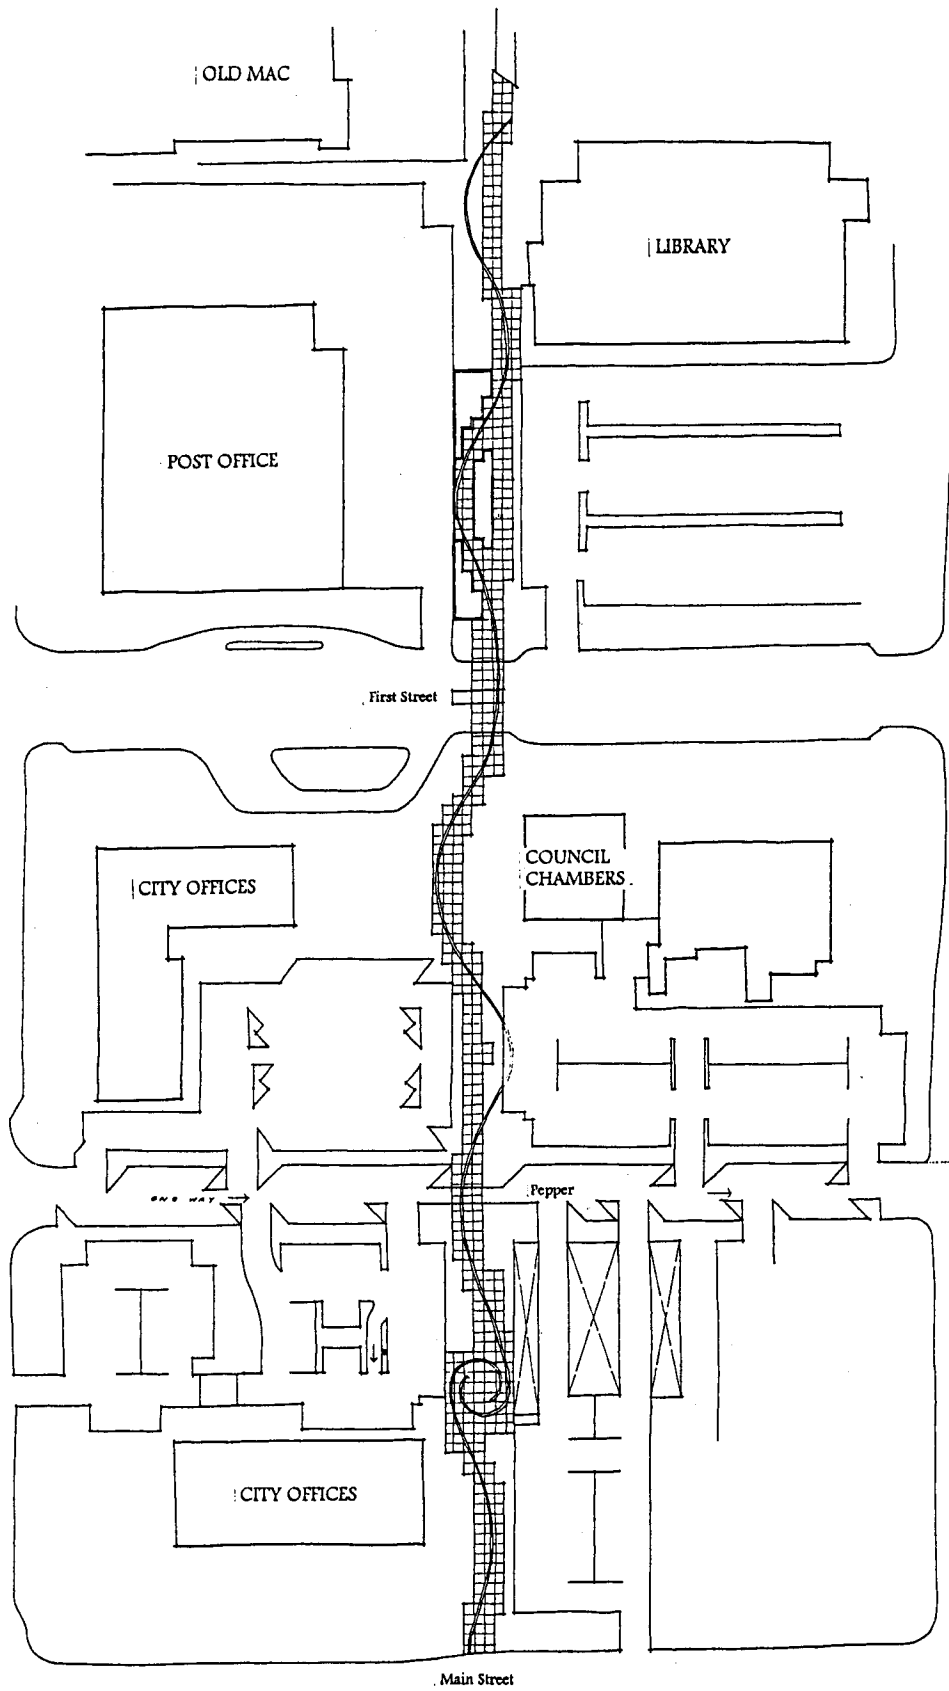 OLD MAC
LIBRARY
POST OFFICE
First Street
CITY OFFICES
COUNCIL
CHAMBERS
Pepper
ONE WAY
CITY OFFICES
Main Street